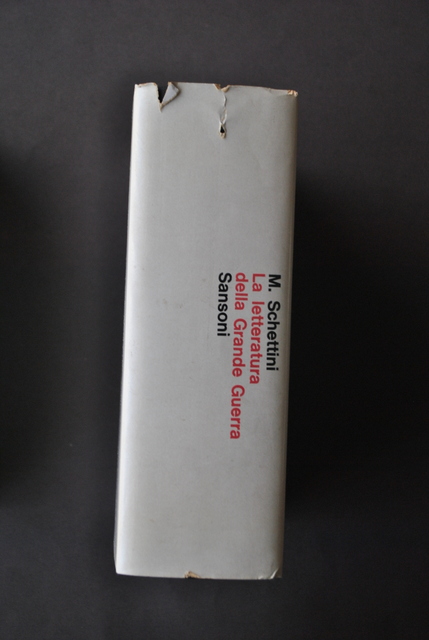 M. Schettini
La letteratura
della Grande Guerra
Sansoni